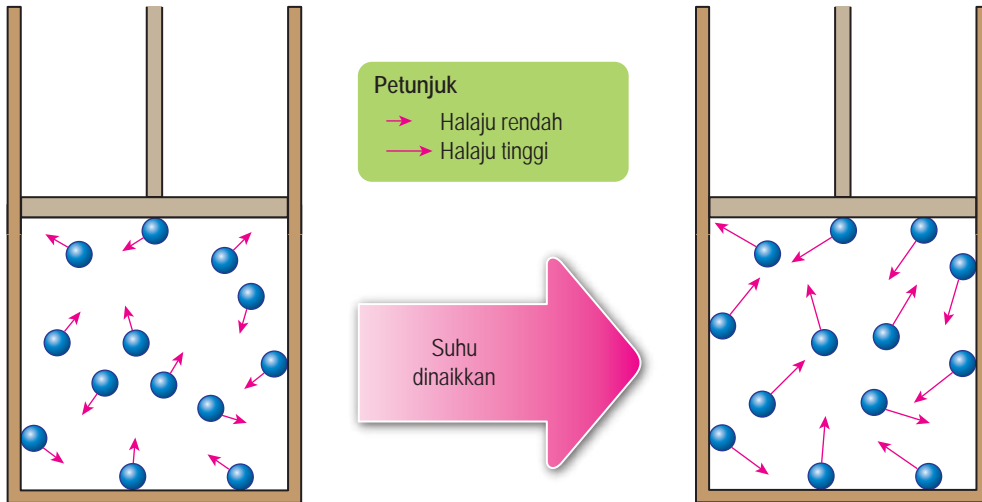 Petunjuk
Halaju rendah
Halaju tinggi
Suhu
dinaikkan